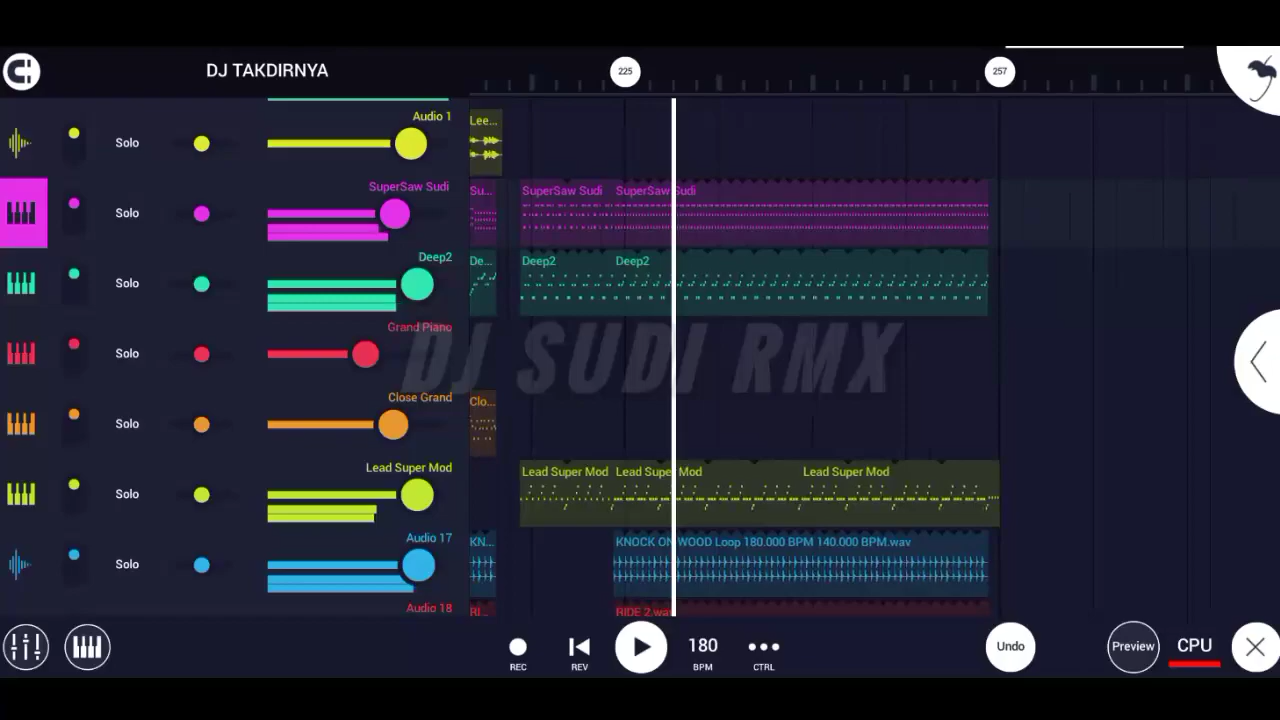 DJ TAKDIRNYA
225
257
Audio 1
Lee...
Solo
SuperSaw Sudi
Su...
SuperSaw Sudi
SuperSaw Sudi
Solo
Deep2
De...
Deep2
Deep2
Solo
Grand Piano
DJ SUDI RMX
Solo
Close Grand
Clo...
Solo
Lead Super Mod
Lead Super Mod
Lead Super Mod
Lead Super Mod
Solo
Audio 17
KN...
KNOCK ON WOOD Loop 180.000 BPM 140.000 BPM.wav
Solo
Audio 18
RI...
RIDE 2.wav
REC
REV
180
BPM
CTRL
Undo
Preview
CPU